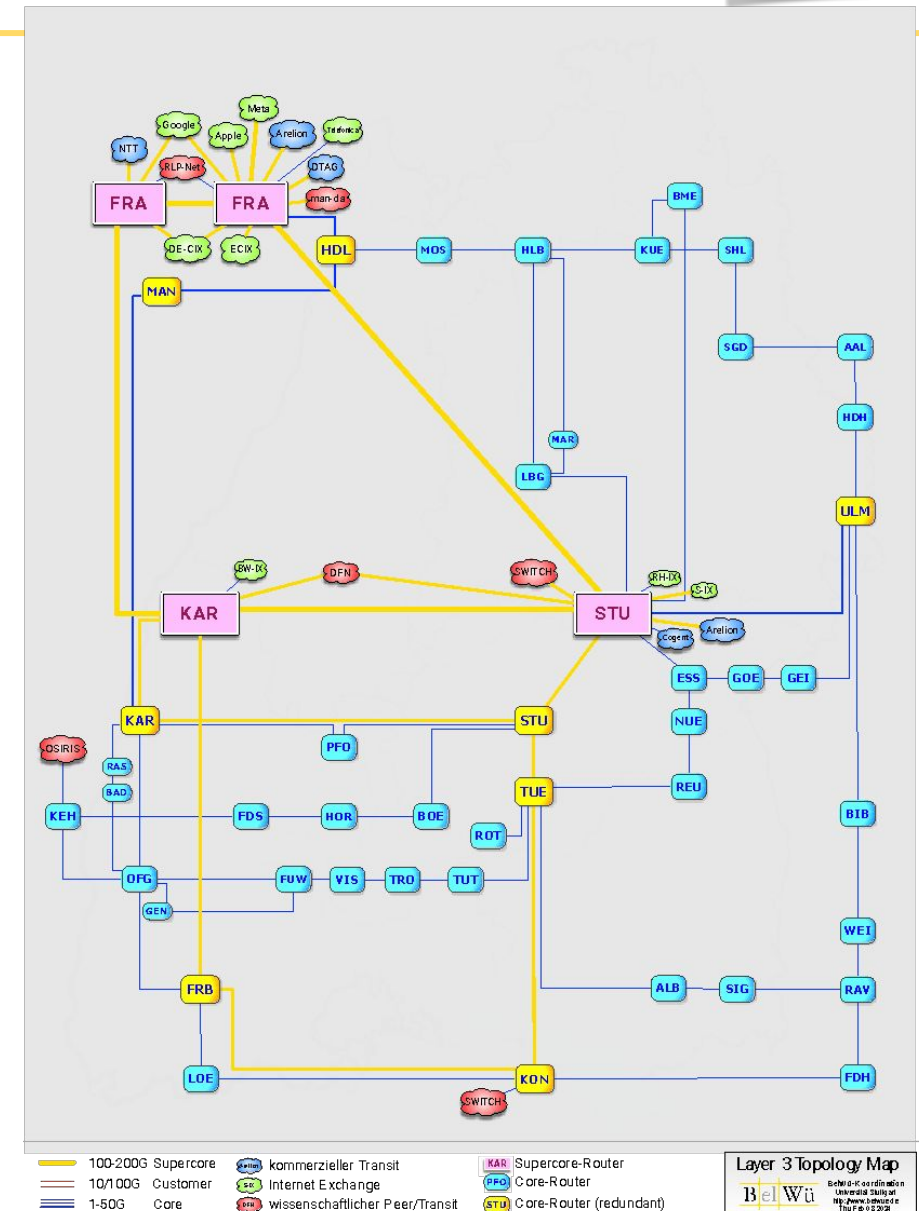 Meta
Google
Apple
Arelion
Telefonica
NTT
RLP-Net
DTAG
man-da
FRA
FRA
BME
DE-CIX
ECIX
HDL
MOS
HLB
KUE
SHL
MAN
SGD
AAL
HDH
MAR
LBG
ULM
BW-IX
DFN
SWITCH
RH-IX
S-IX
KAR
STU
Cogent
Arelion
ESS
GOE
GEI
KAR
STU
NUE
OSIRIS
PFO
RAS
BAD
TUE
REU
KEH
FDS
HOR
BOE
BIB
ROT
OFG
FUW
VIS
TRO
TUT
GEN
WEI
FRB
ALB
SIG
RAV
LOE
KON
FDH
SWITCH
100-200G Supercore
Arelion
kommerzieller Transit
KAR
Supercore-Router
10/100G Customer
Internet Exchange
PFO
Core-Router
1-50G Core
DFN
wissenschaftlicher Peer/Transit
STU
Core-Router (redundant)
Layer 3 Topology Map
BelWü
BelWü-Koordination
Universität Stuttgart
http://www.belwue.de